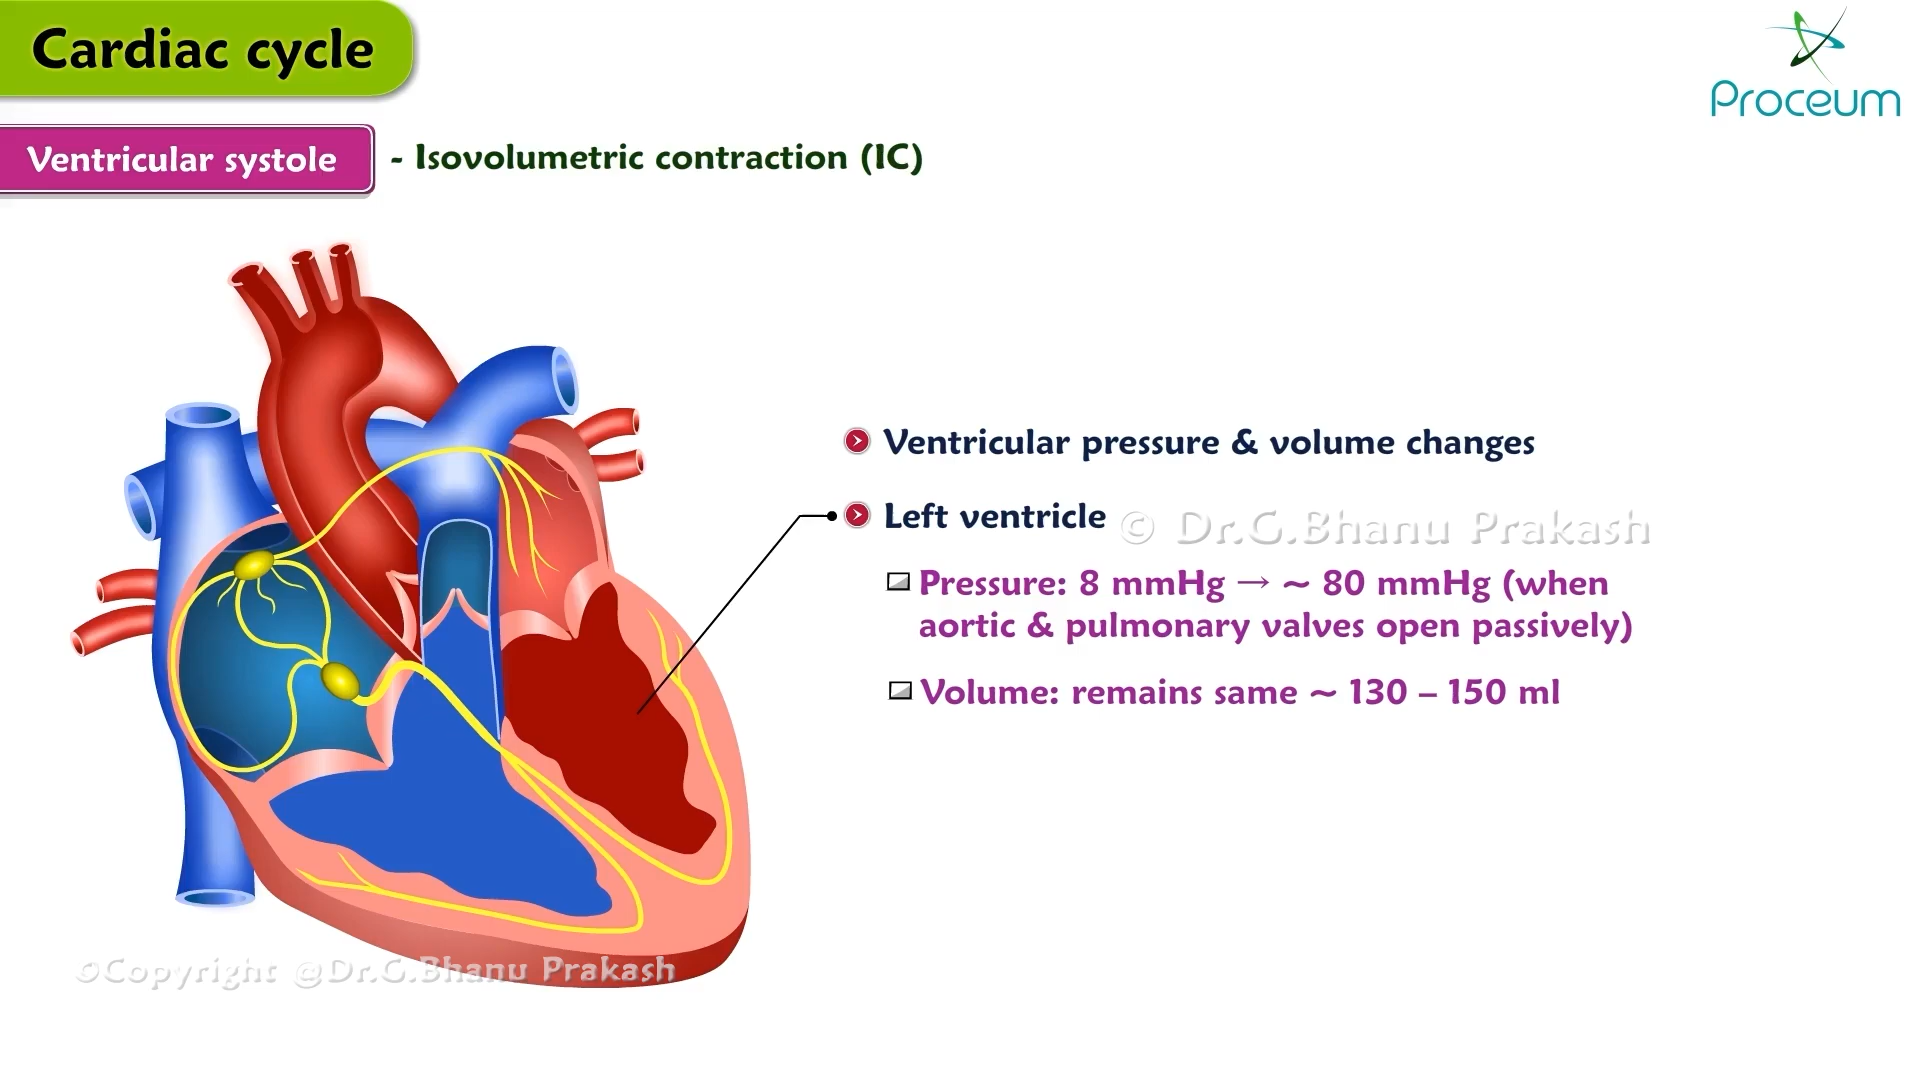 Cardiac cycle
Proceum
Ventricular systole - Isovolumetric contraction (IC)
Ventricular pressure & volume changes
Left ventricle
© Dr.G.Bhanu Prakash
Pressure: 8 mmHg → ~ 80 mmHg (when
aortic & pulmonary valves open passively)
Volume: remains same ~ 130 – 150 ml
©Copyright @Dr.G.Bhanu Prakash